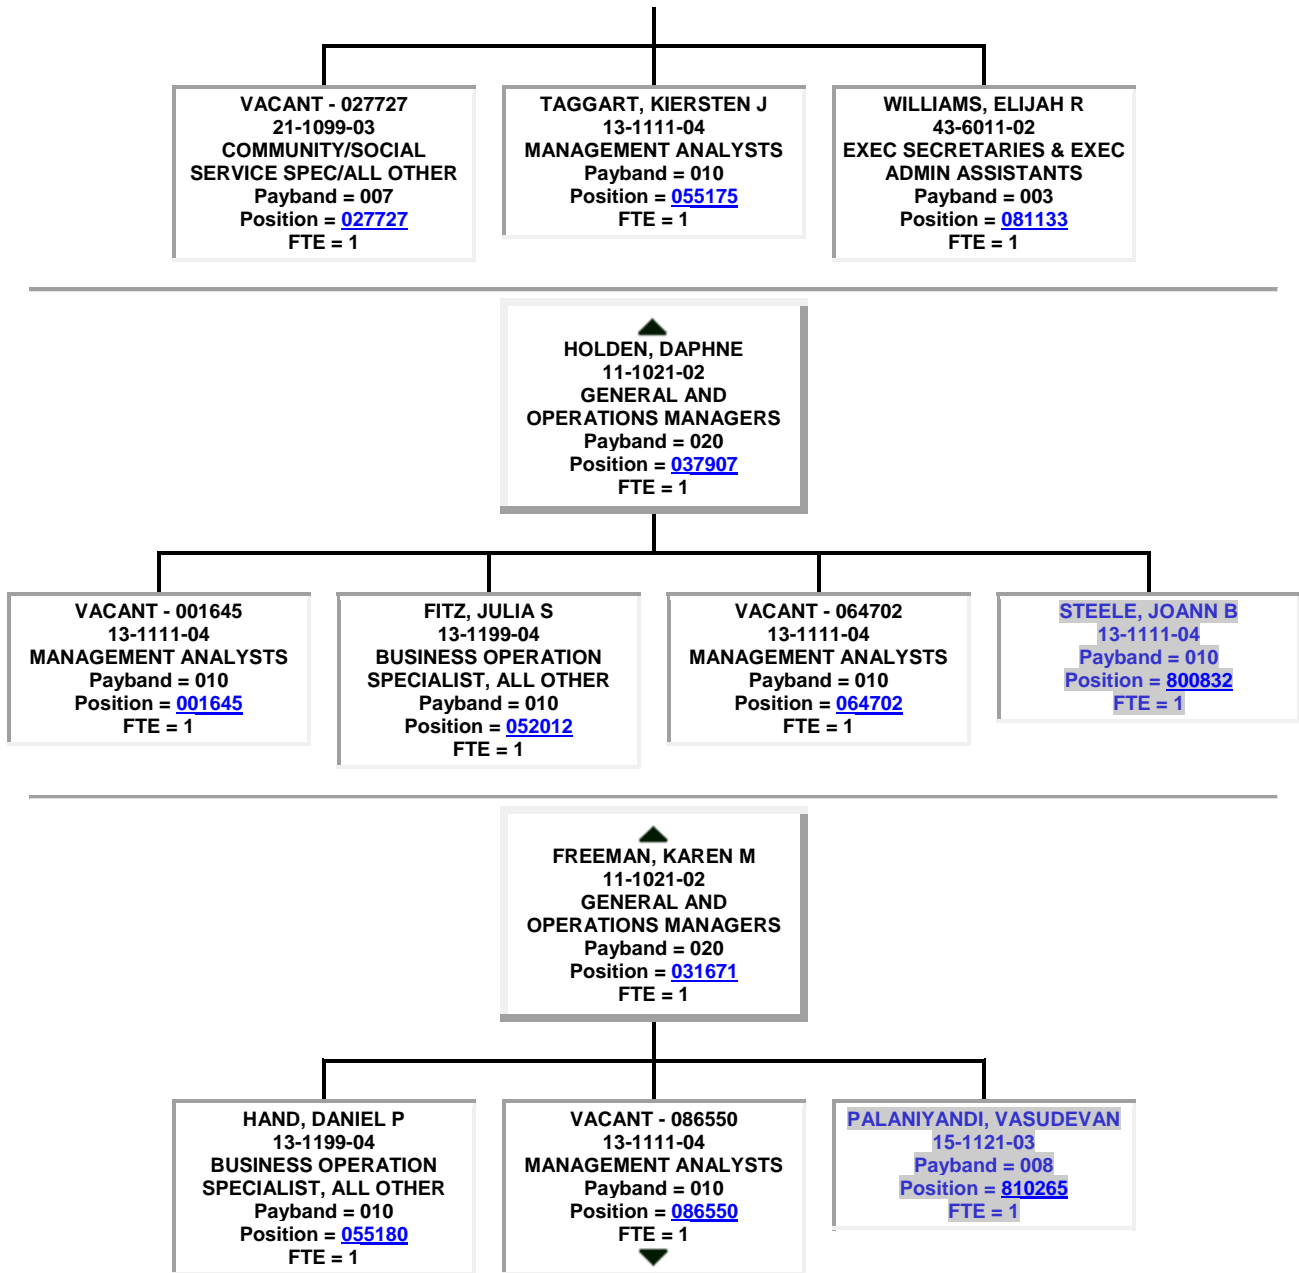 VACANT - 027727
21-1099-03
COMMUNITY/SOCIAL
SERVICE SPEC/ALL OTHER
Payband = 007
Position = 027727
FTE = 1
TAGGART, KIERSTEN J
13-1111-04
MANAGEMENT ANALYSTS
Payband = 010
Position = 055175
FTE = 1
WILLIAMS, ELIJAH R
43-6011-02
EXEC SECRETARIES & EXEC
ADMIN ASSISTANTS
Payband = 003
Position = 081133
FTE = 1
HOLDEN, DAPHNE
11-1021-02
GENERAL AND
OPERATIONS MANAGERS
Payband = 020
Position = 037907
FTE = 1
VACANT - 001645
13-1111-04
MANAGEMENT ANALYSTS
Payband = 010
Position = 001645
FTE = 1
FITZ, JULIA S
13-1199-04
BUSINESS OPERATION
SPECIALIST, ALL OTHER
Payband = 010
Position = 052012
FTE = 1
VACANT - 064702
13-1111-04
MANAGEMENT ANALYSTS
Payband = 010
Position = 064702
FTE = 1
STEELE, JOANN B
13-1111-04
Payband = 010
Position = 800832
FTE = 1
FREEMAN, KAREN M
11-1021-02
GENERAL AND
OPERATIONS MANAGERS
Payband = 020
Position = 031671
FTE = 1
HAND, DANIEL P
13-1199-04
BUSINESS OPERATION
SPECIALIST, ALL OTHER
Payband = 010
Position = 055180
FTE = 1
VACANT - 086550
13-1111-04
MANAGEMENT ANALYSTS
Payband = 010
Position = 086550
FTE = 1
PALANIYANDI, VASUDEVAN
15-1121-03
Payband = 008
Position = 810265
FTE = 1